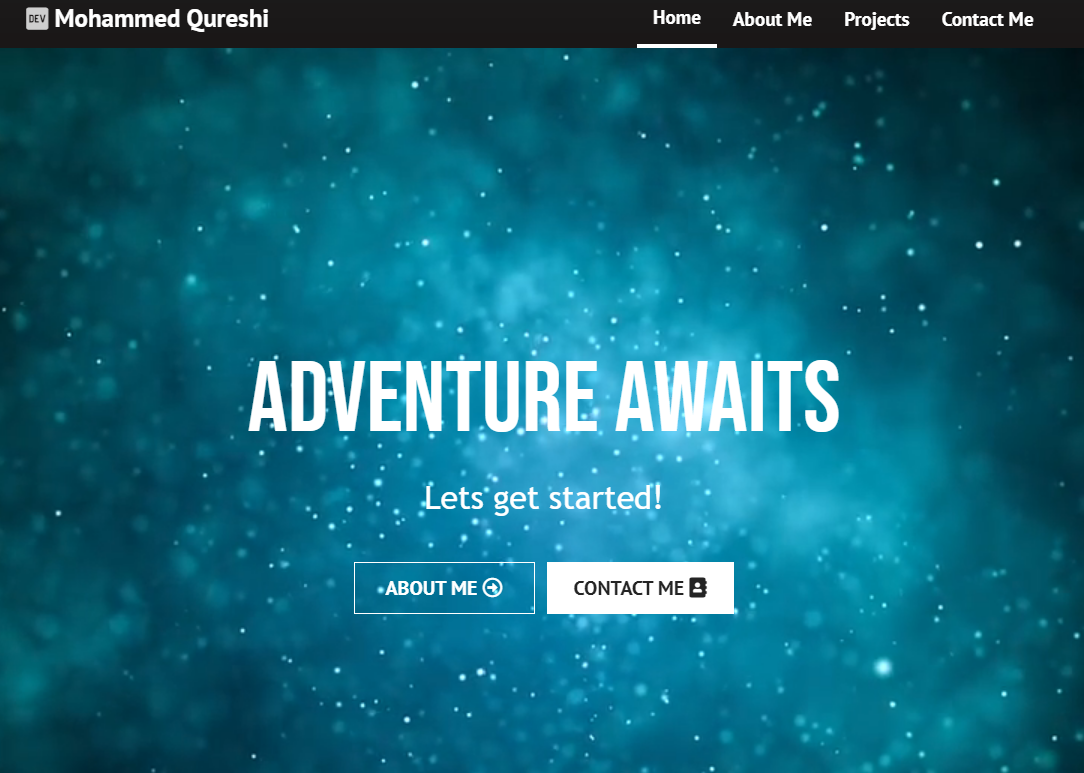 DEV Mohammed Qureshi
Home About Me Projects Contact Me
ADVENTURE AWAITS
Lets get started!
ABOUT ME
CONTACT ME